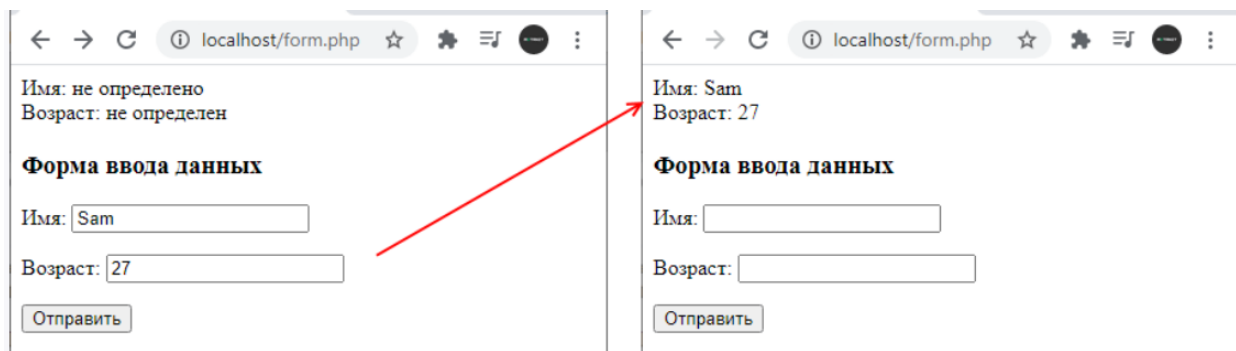 localhost/form.php
Имя: не определено
Возраст: не определен
Форма ввода данных
Имя: Sam
Возраст: 27
Отправить
localhost/form.php
Имя: Sam
Возраст: 27
Форма ввода данных
Имя:
Возраст:
Отправить